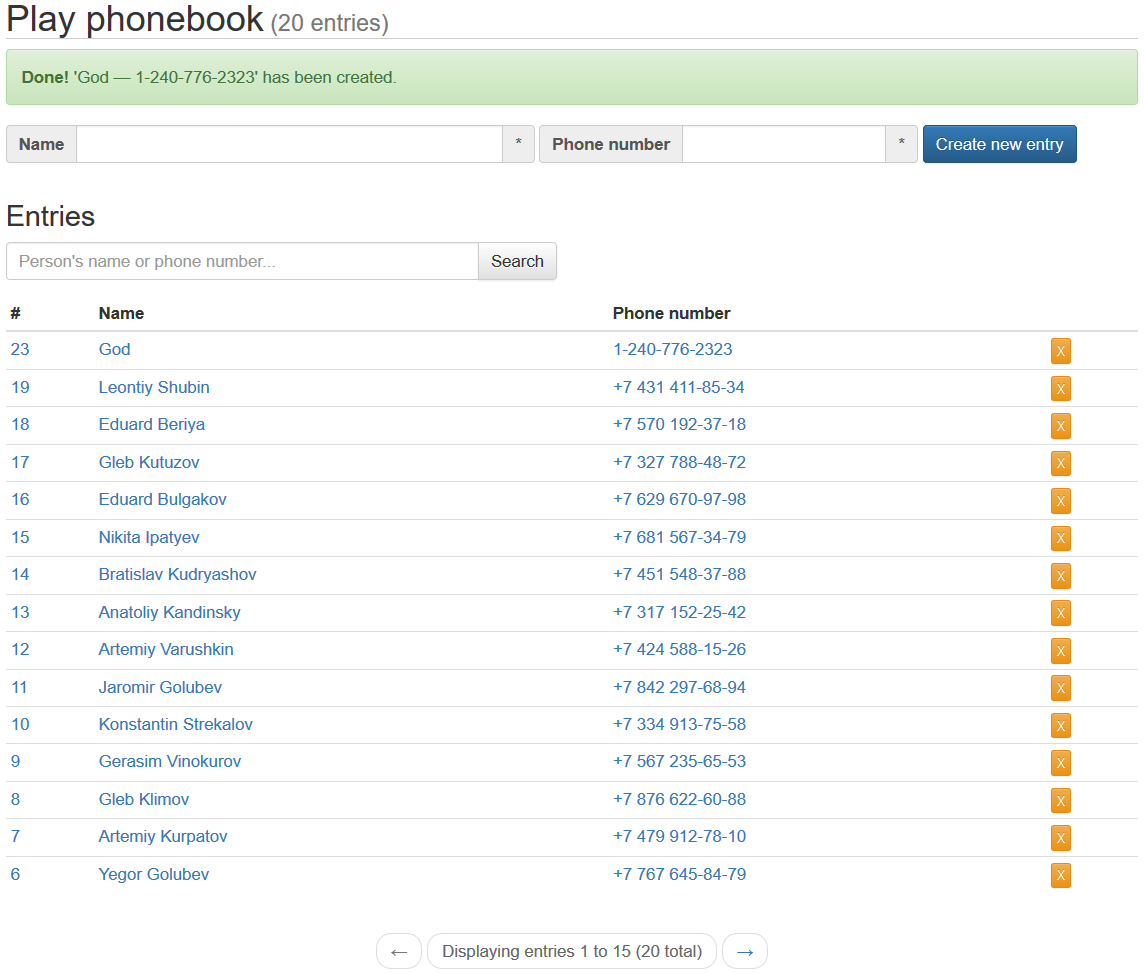 Play phonebook (20 entries)
Done! 'God — 1-240-776-2323' has been created.
Name * Phone number * Create new entry
Entries
Person's name or phone number... Search
# Name Phone number
23 God 1-240-776-2323 X
19 Leontiy Shubin +7 431 411-85-34 X
18 Eduard Beriya +7 570 192-37-18 X
17 Gleb Kutuzov +7 327 788-48-72 X
16 Eduard Bulgakov +7 629 670-97-98 X
15 Nikita Ipatyev +7 681 567-34-79 X
14 Bratislav Kudryashov +7 451 548-37-88 X
13 Anatoliy Kandinsky +7 317 152-25-42 X
12 Artemiy Varushkin +7 424 588-15-26 X
11 Jaromir Golubev +7 842 297-68-94 X
10 Konstantin Strekalov +7 334 913-75-58 X
9 Gerasim Vinokurov +7 567 235-65-53 X
8 Gleb Klimov +7 876 622-60-88 X
7 Artemiy Kurpatov +7 479 912-78-10 X
6 Yegor Golubev +7 767 645-84-79 X
← Displaying entries 1 to 15 (20 total) →